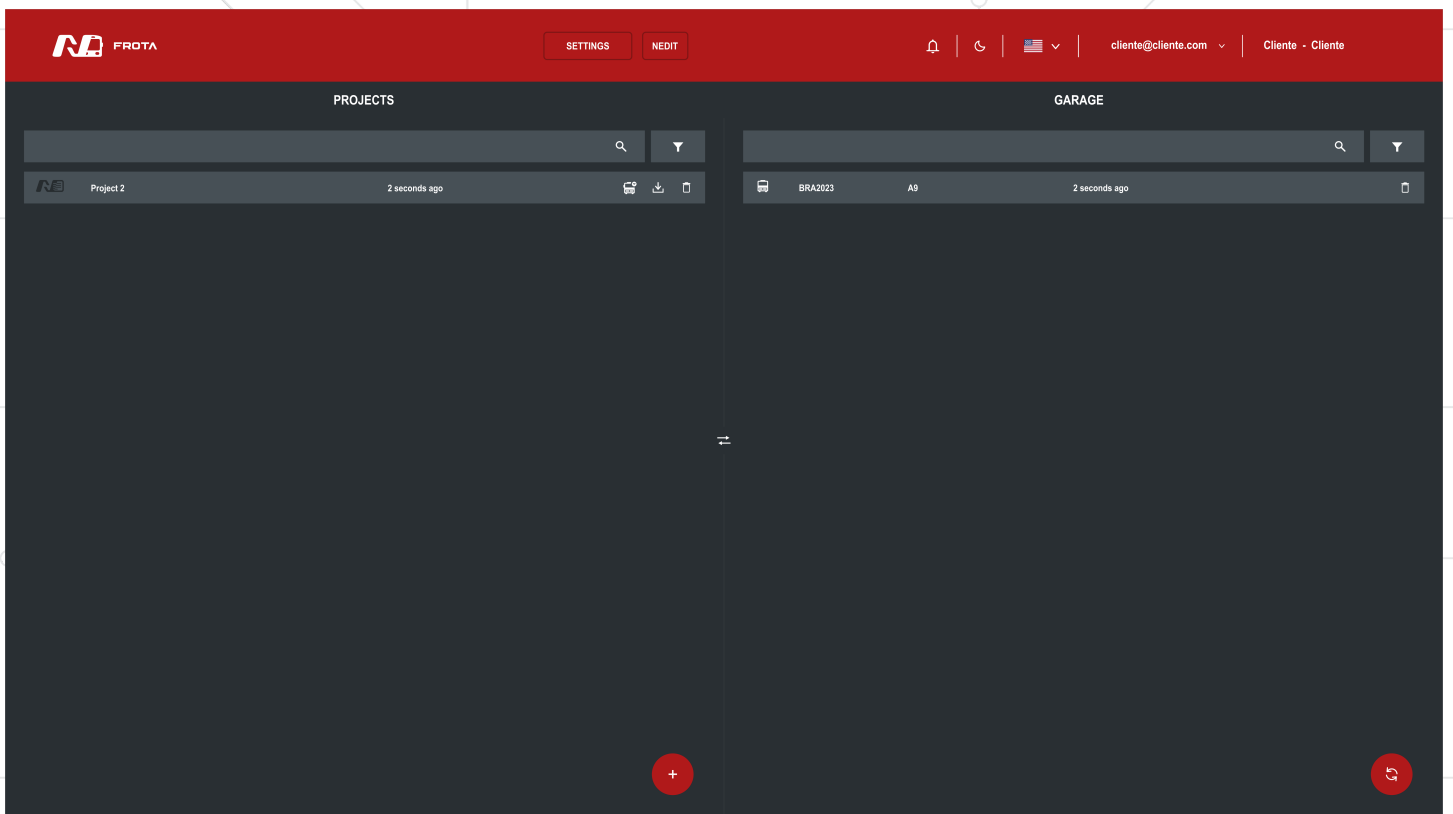 FROTA
SETTINGS
NEDIT
cliente@cliente.com
Cliente - Cliente
PROJECTS
Project 2
2 seconds ago
GARAGE
BRA2023
A9
2 seconds ago